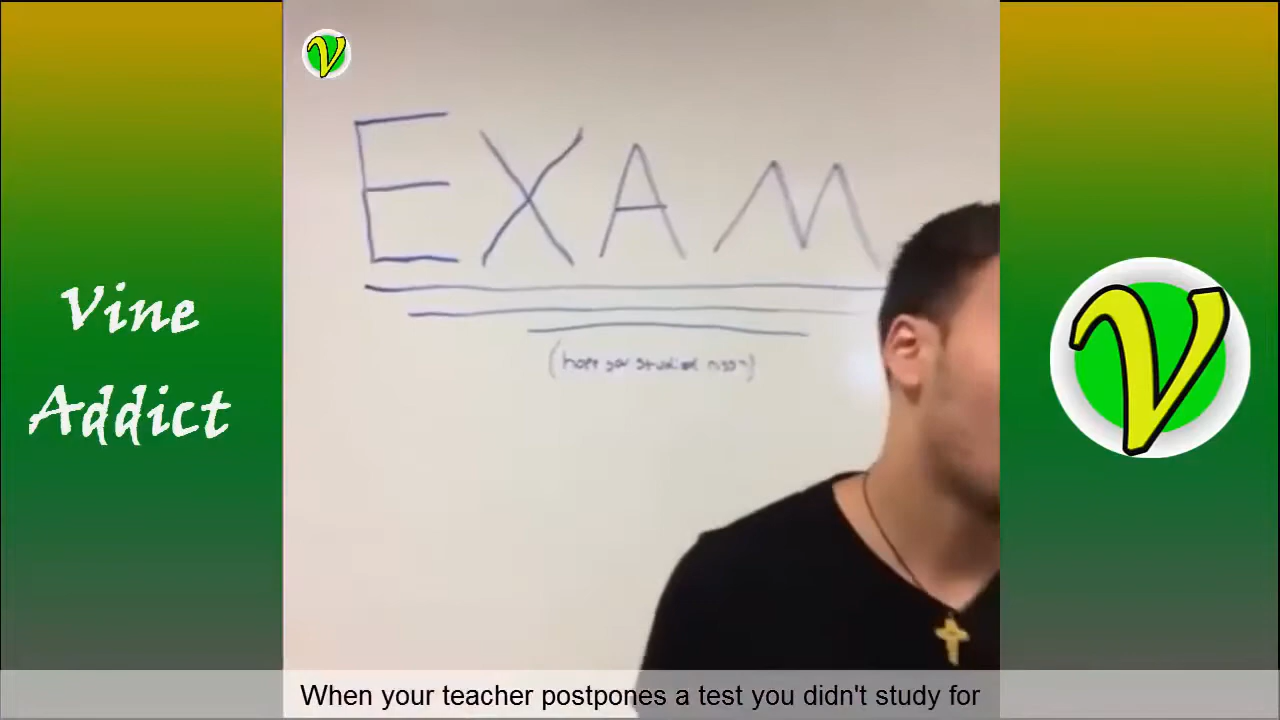 V
EXAM
(hope you studied
Vine
Addict
V
When your teacher postpones a test you didn't study for